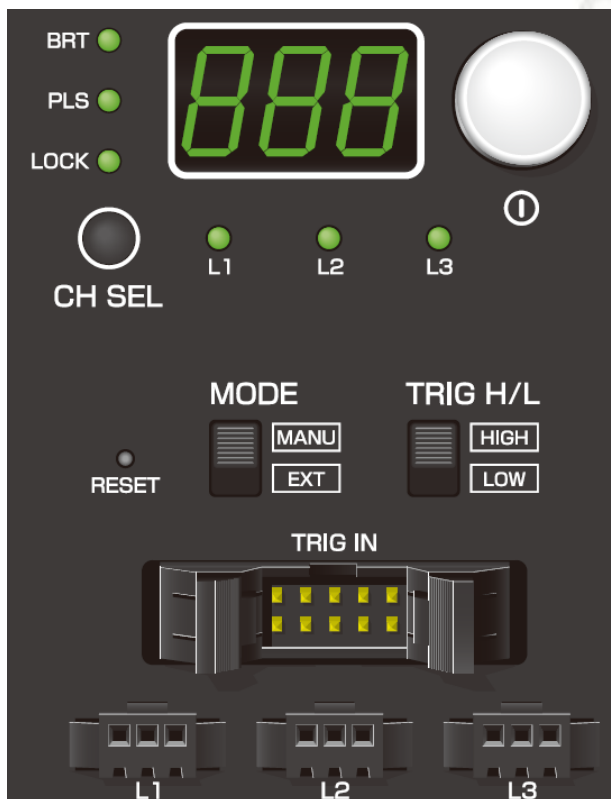 BRT
PLS
LOCK
888
CH SEL
L1 L2 L3
MODE TRIG H/L
MANU HIGH
EXT LOW
RESET
TRIG IN
L1 L2 L3